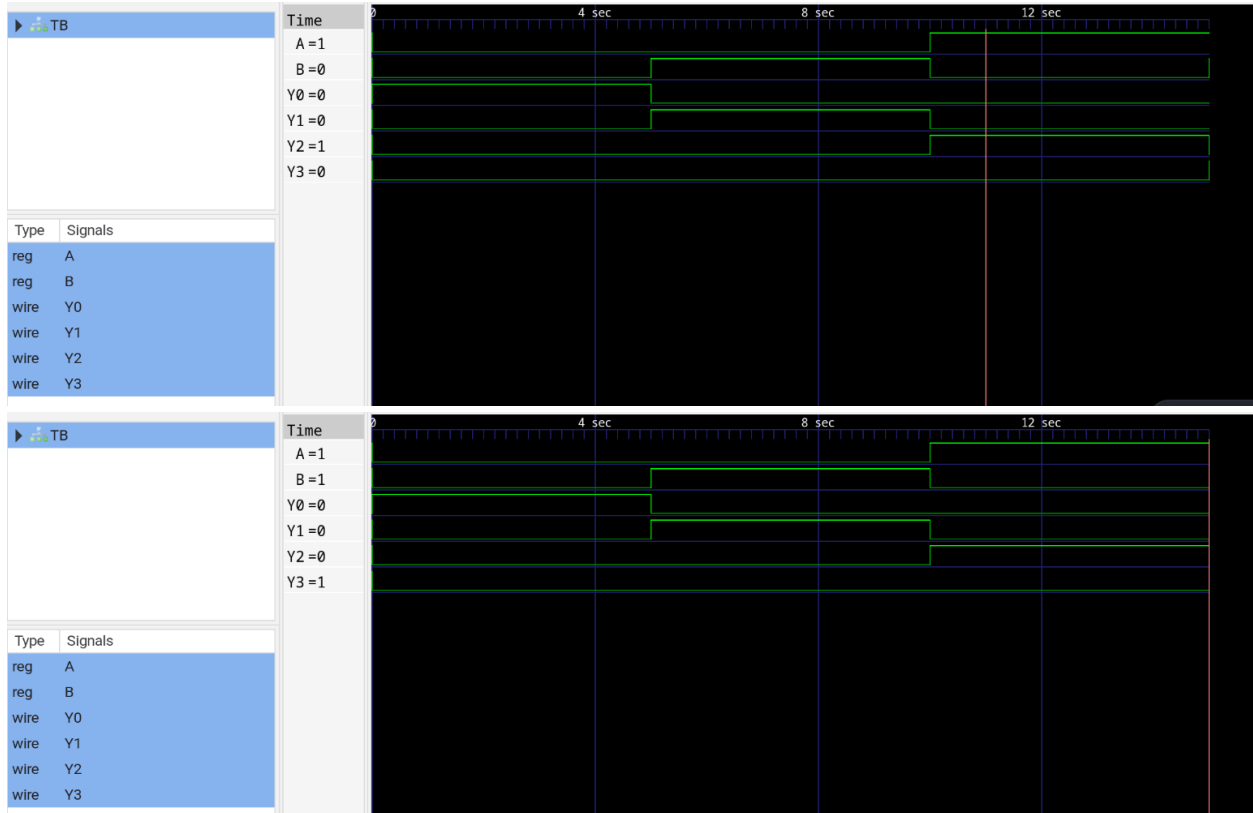 TB
Time
0 4 sec 8 sec 12 sec
A=1
B=0
Y0=0
Y1=0
Y2=1
Y3=0
Type Signals
reg A
reg B
wire Y0
wire Y1
wire Y2
wire Y3
TB
Time
0 4 sec 8 sec 12 sec
A=1
B=1
Y0=0
Y1=0
Y2=0
Y3=1
Type Signals
reg A
reg B
wire Y0
wire Y1
wire Y2
wire Y3